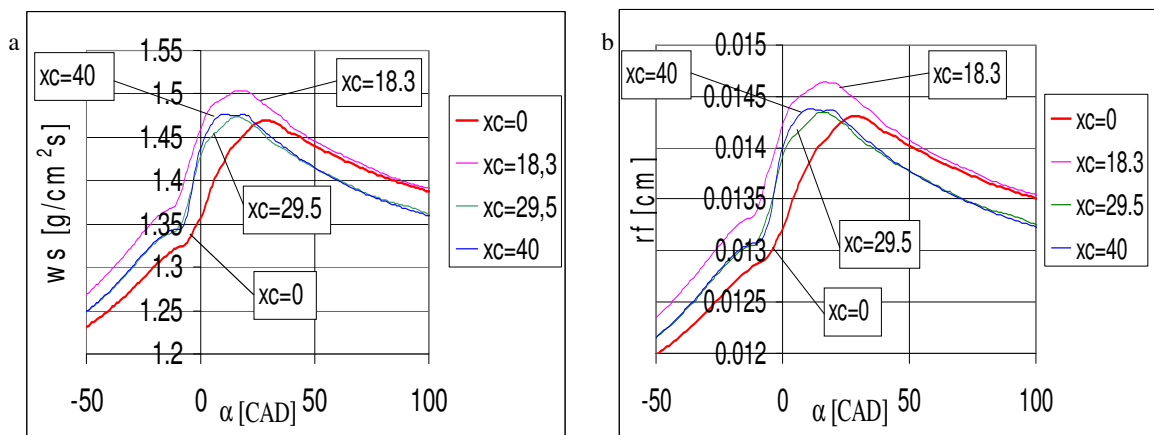 a
ws [g/cm²s]
1.55
1.5
1.45
1.4
1.35
1.3
1.25
1.2
-50 0 50 100
α [CAD]
xc=40
xc=18.3
xc=29.5
xc=0
xc=0
xc=18,3
xc=29,5
xc=40
b
rf [cm]
0.015
0.0145
0.014
0.0135
0.013
0.0125
0.012
-50 0 50 100
α [CAD]
xc=40
xc=18.3
xc=29.5
xc=0
xc=0
xc=18.3
xc=29.5
xc=40